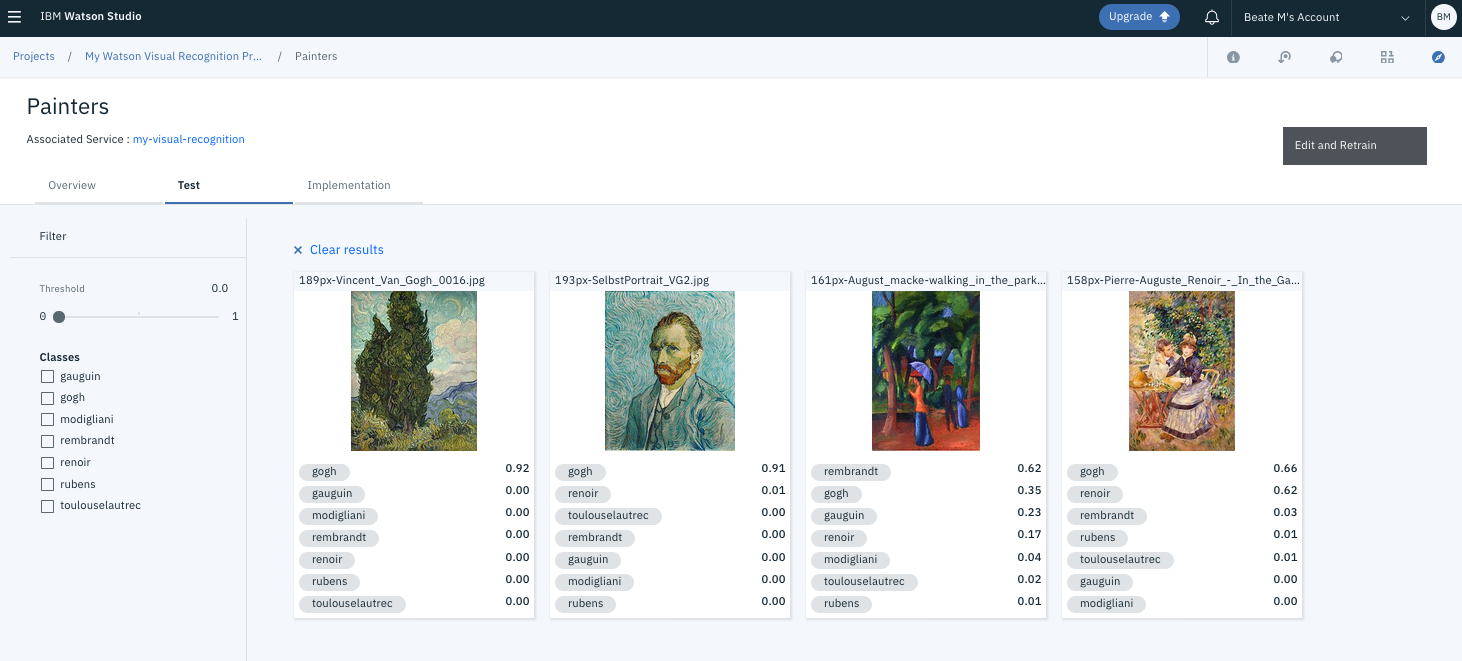 IBM Watson Studio
Upgrade
Beate M's Account
BM
Projects / My Watson Visual Recognition Pr... / Painters
Painters
Associated Service : my-visual-recognition
Edit and Retrain
Overview
Test
Implementation
Filter
Threshold 0.0
0 1
Classes
gauguin
gogh
modigliani
rembrandt
renoir
rubens
toulouselautrec
Clear results
189px-Vincent_Van_Gogh_0016.jpg
gogh 0.92
gauguin 0.00
modigliani 0.00
rembrandt 0.00
renoir 0.00
rubens 0.00
toulouselautrec 0.00
193px-SelbstPortrait_VG2.jpg
gogh 0.91
renoir 0.01
toulouselautrec 0.00
rembrandt 0.00
gauguin 0.00
modigliani 0.00
rubens 0.00
161px-August_macke-walking_in_the_park...
rembrandt 0.62
gogh 0.35
gauguin 0.23
renoir 0.17
modigliani 0.04
toulouselautrec 0.02
rubens 0.01
158px-Pierre-Auguste_Renoir_-_In_the_Ga...
gogh 0.66
renoir 0.62
rembrandt 0.03
rubens 0.01
toulouselautrec 0.01
gauguin 0.00
modigliani 0.00